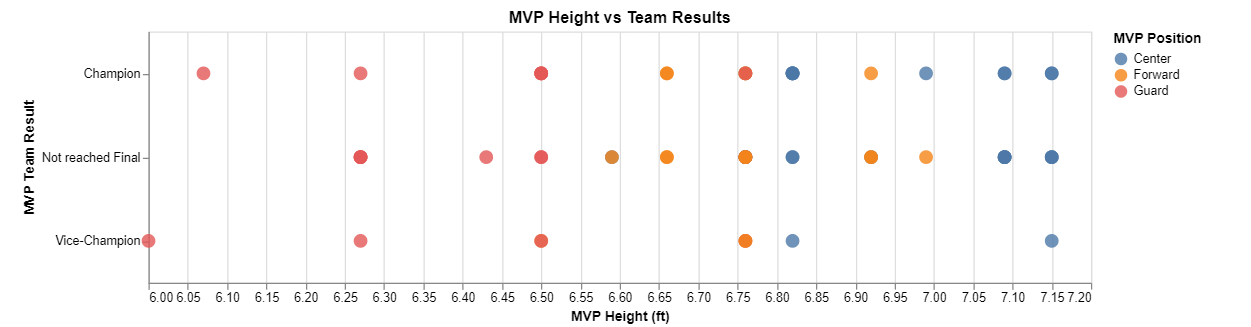 MVP Height vs Team Results
MVP Team Result
Champion
Not reached Final
Vice-Champion
6.00 6.05 6.10 6.15 6.20 6.25 6.30 6.35 6.40 6.45 6.50 6.55 6.60 6.65 6.70 6.75 6.80 6.85 6.90 6.95 7.00 7.05 7.10 7.15 7.20
MVP Height (ft)
MVP Position
Center
Forward
Guard